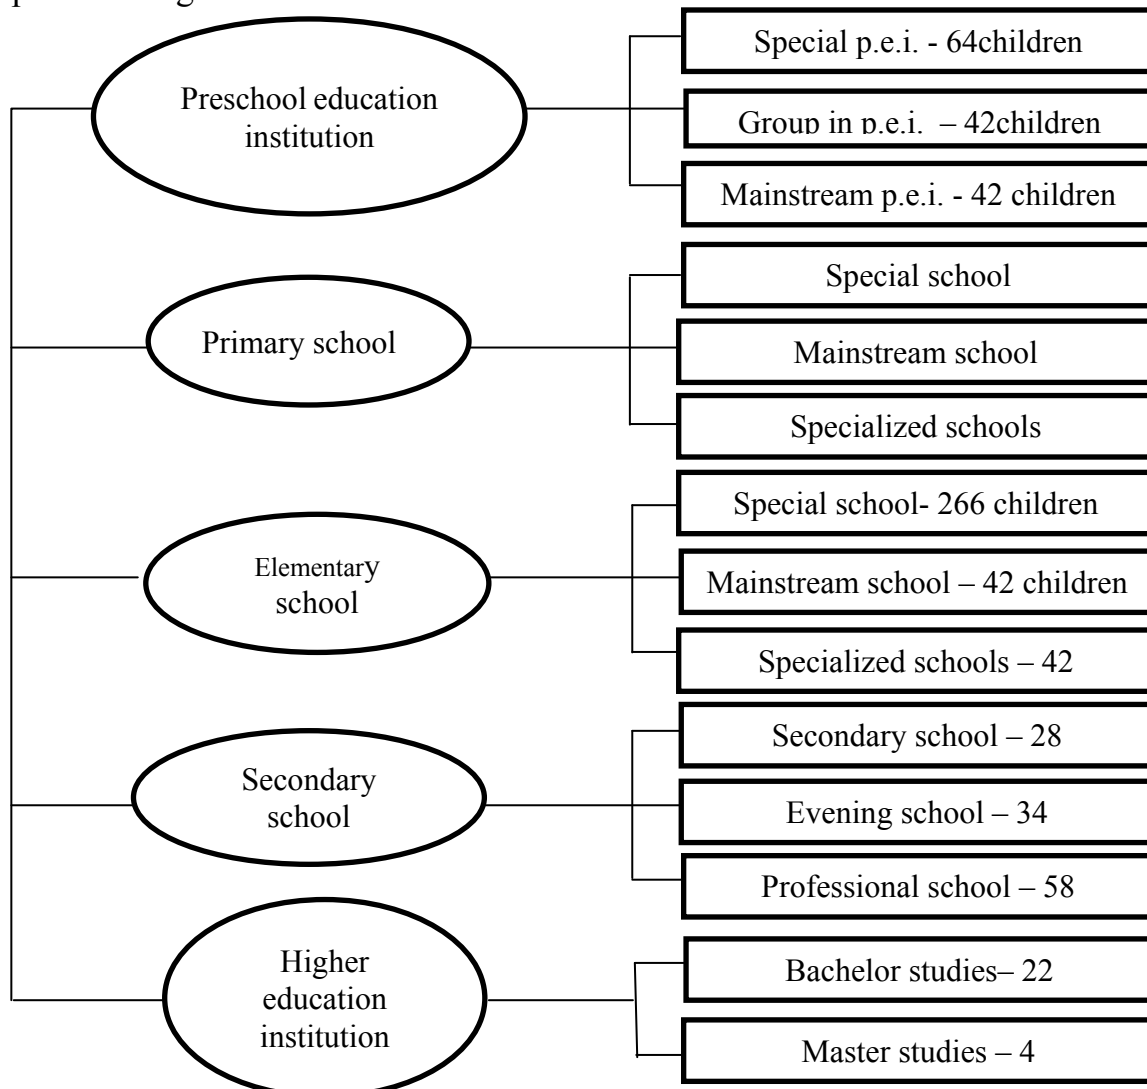 Preschool education
institution
Special p.e.i. - 64children
Group in p.e.i. – 42children
Mainstream p.e.i. - 42 children
Primary school
Special school
Mainstream school
Specialized schools
Elementary
school
Special school- 266 children
Mainstream school – 42 children
Specialized schools – 42
Secondary
school
Secondary school – 28
Evening school – 34
Professional school – 58
Higher
education
institution
Bachelor studies– 22
Master studies – 4